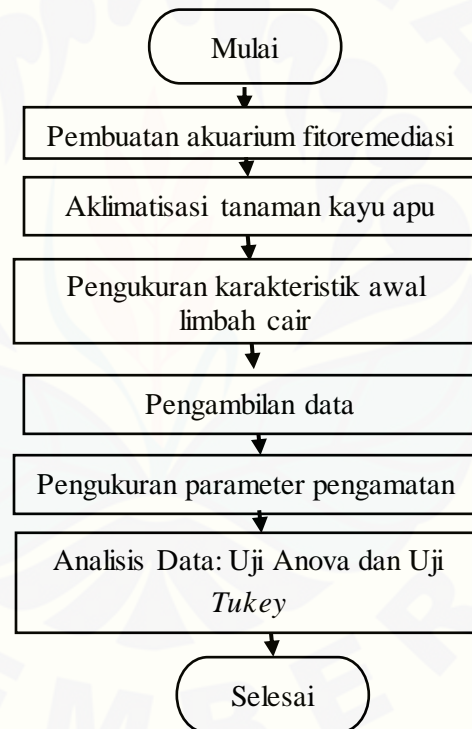 Mulai
Pembuatan akuarium fitoremediasi
Aklimatisasi tanaman kayu apu
Pengukuran karakteristik awal
limbah cair
Pengambilan data
Pengukuran parameter pengamatan
Analisis Data: Uji Anova dan Uji
Tukey
Selesai